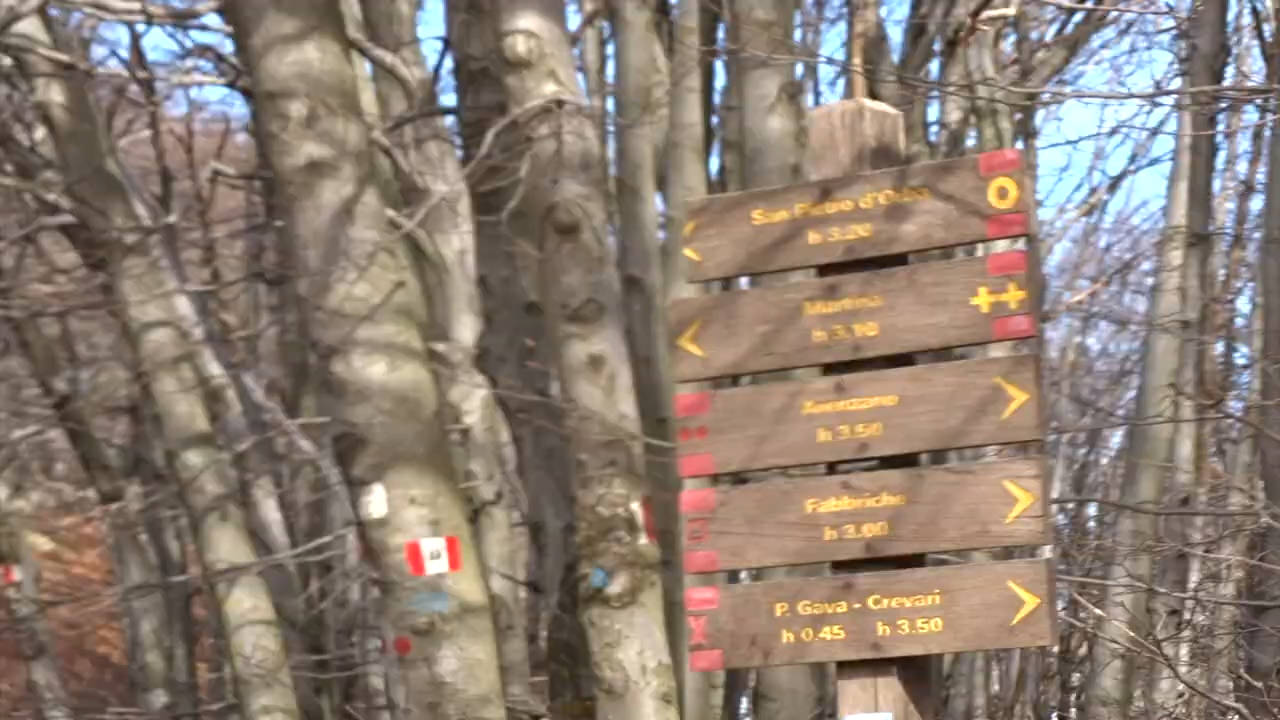 San Pietro d'Orba
h 3.20
Martina
h 3.10
Arenzano
h 3.50
Fabbriche
h 3.00
P. Gava - Crevari
h 0.45 h 3.50